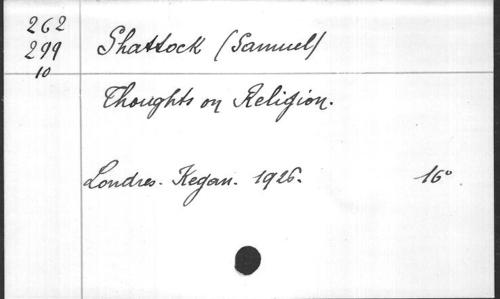 262
299
10
Shattock (Samuel)
Thoughts on Religion.
Londres. Kegan. 1926. 16°